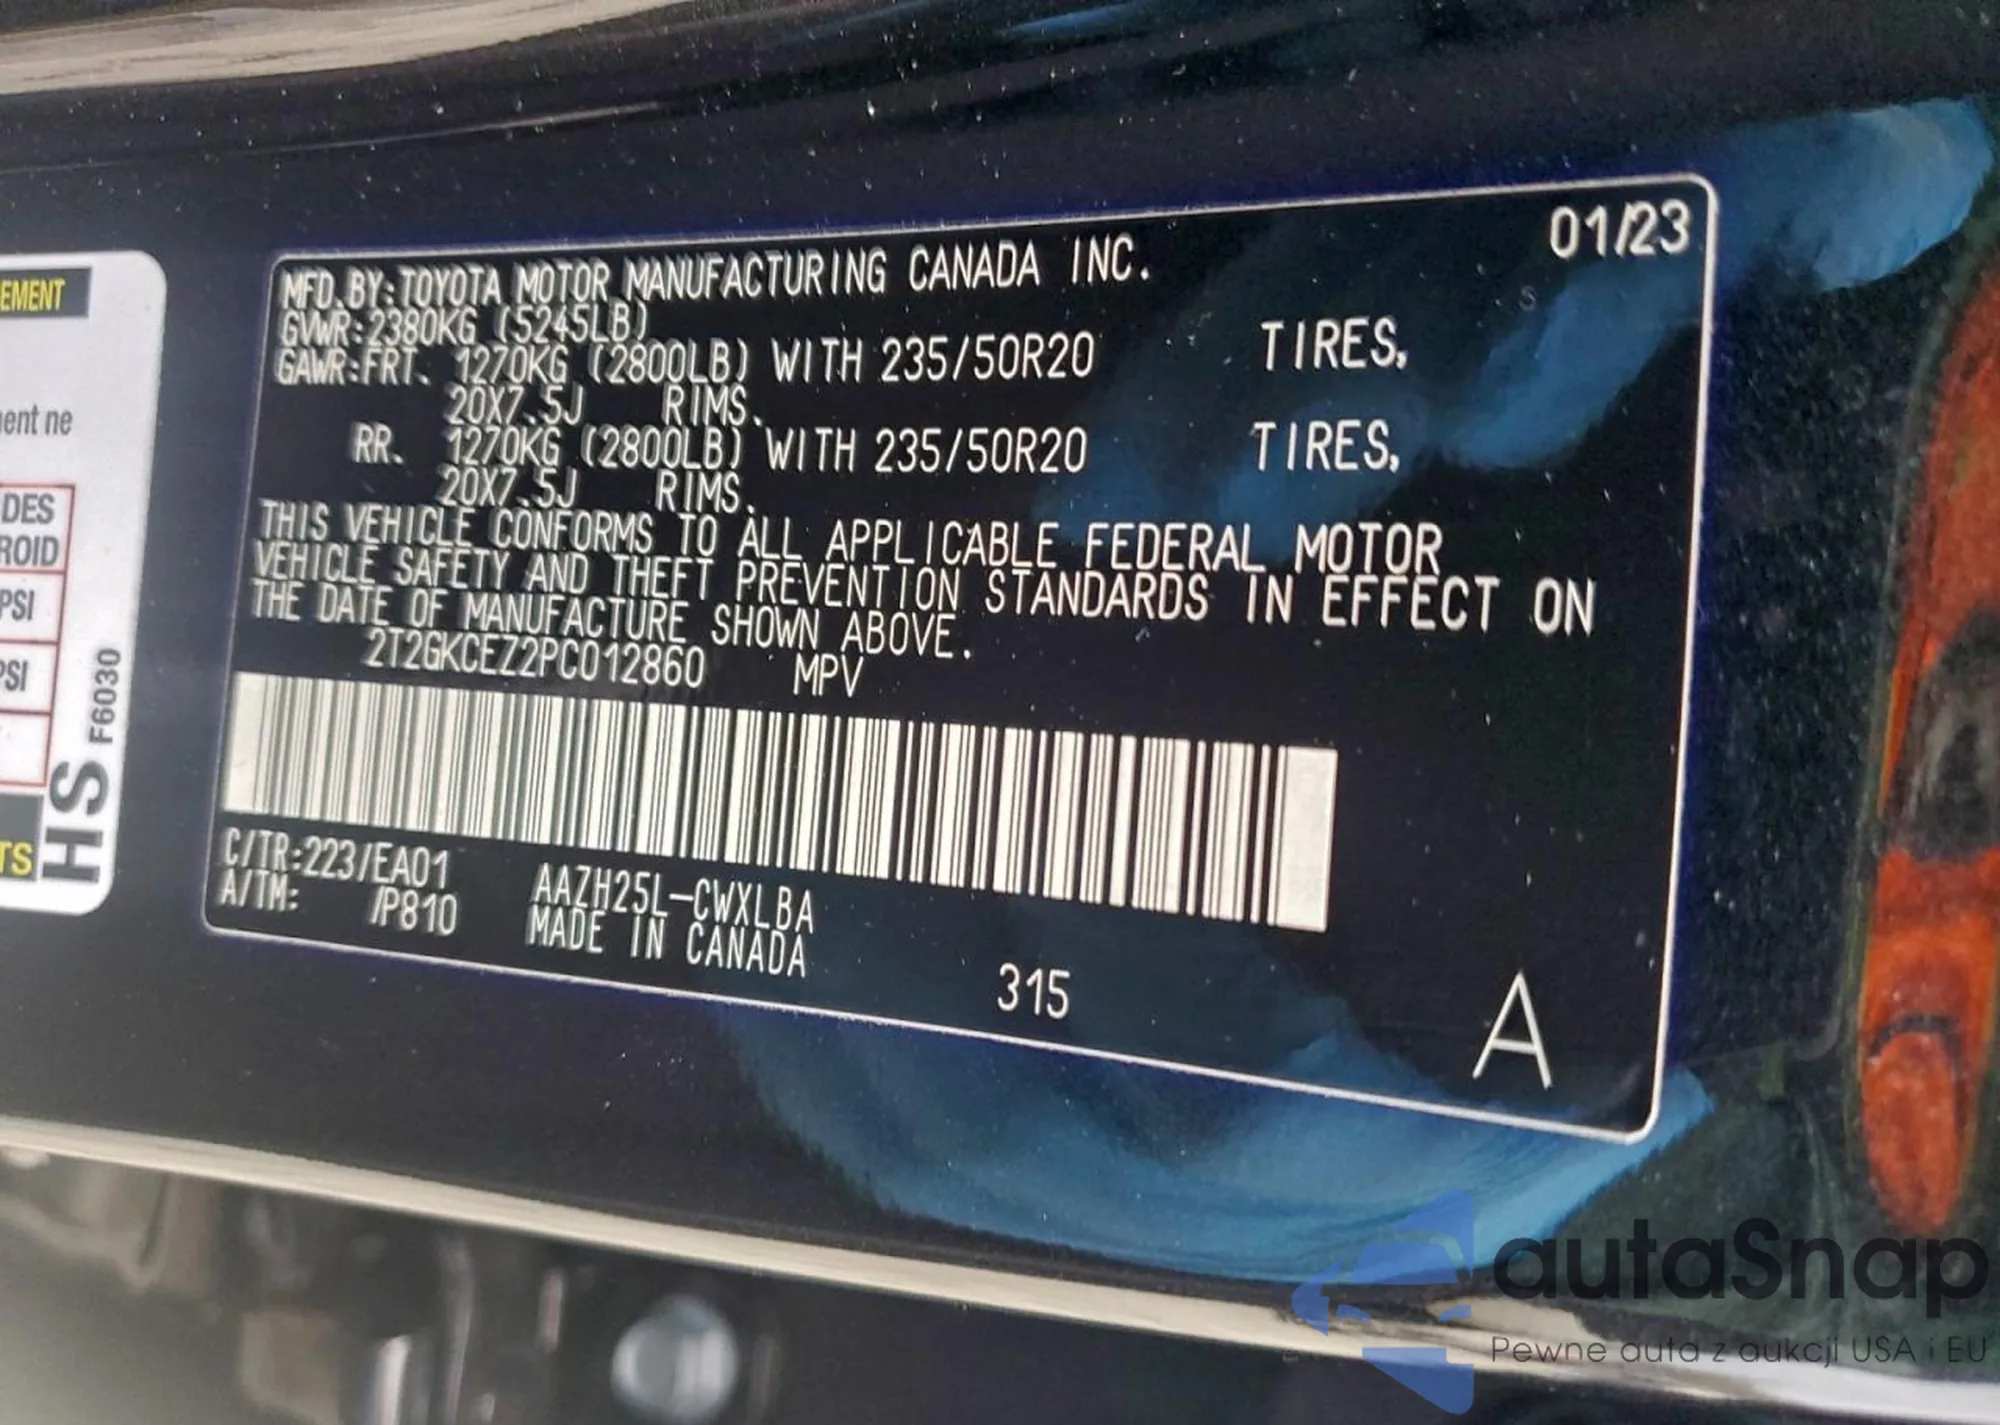 01/23
MFD.BY:TOYOTA MOTOR MANUFACTURING CANADA INC.
GVWR:2380KG (5245LB)
GAWR:FRT. 1270KG (2800LB) WITH 235/50R20 TIRES,
20X7.5J RIMS.
RR. 1270KG (2800LB) WITH 235/50R20 TIRES,
20X7.5J RIMS.
THIS VEHICLE CONFORMS TO ALL APPLICABLE FEDERAL MOTOR
VEHICLE SAFETY AND THEFT PREVENTION STANDARDS IN EFFECT ON
THE DATE OF MANUFACTURE SHOWN ABOVE.
2T2GKCEZ2PC012860 MPV
C/TR:223/EA01 AAZH25L-CWXLBA
A/TM: /P810 MADE IN CANADA
315
A
EMENT
ent ne
DES
ROID
PSI
PSI
TS
HS F6030
autaSnap
Pewne auta z aukcji USA i EU